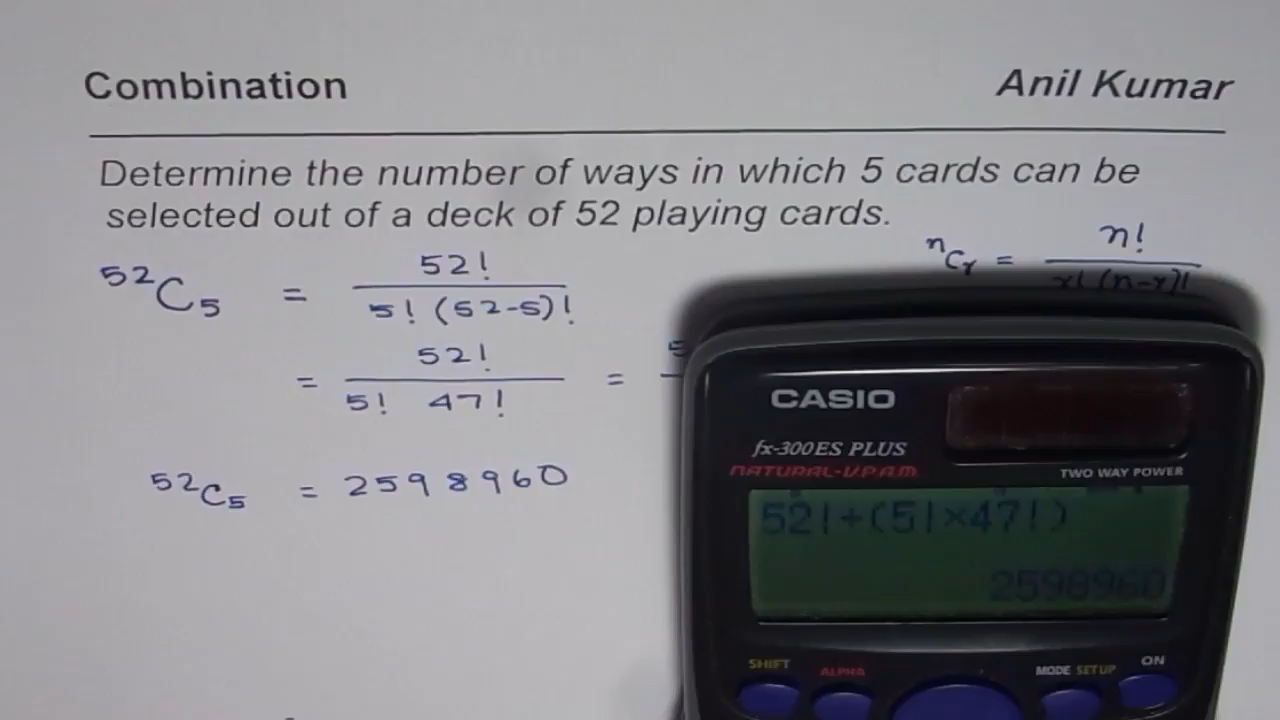 Combination Anil Kumar
Determine the number of ways in which 5 cards can be
selected out of a deck of 52 playing cards.
ⁿCᵣ = n! / r! (n-r)!
⁵²C₅ = 52! / 5! (52-5)!
= 52! / 5! 47! = 5
⁵²C₅ = 2598960
CASIO
fx-300ES PLUS
NATURAL-V.P.A.M.
TWO WAY POWER
52!÷(5!×47!)
2598960
SHIFT ALPHA MODE SETUP ON